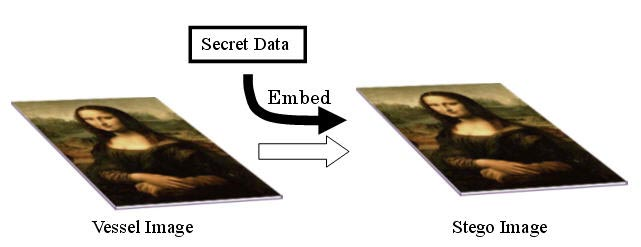 Secret Data
Embed
Vessel Image
Stego Image